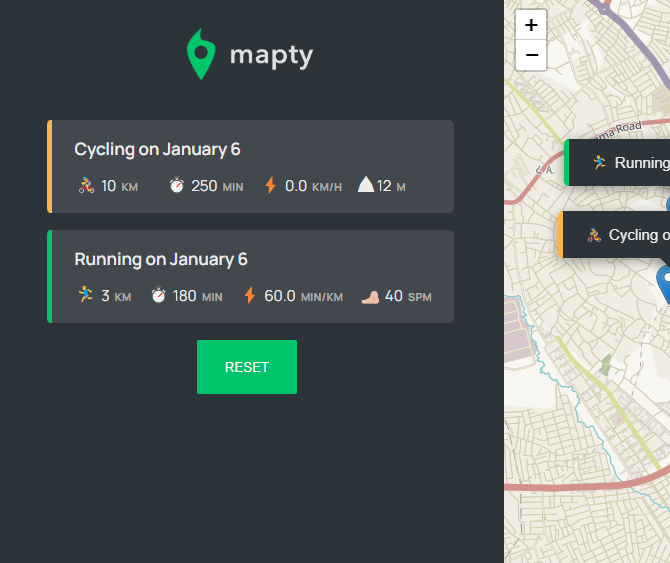 mapty
Cycling on January 6
10 KM 250 MIN 0.0 KM/H 12 M
Running on January 6
3 KM 180 MIN 60.0 MIN/KM 40 SPM
RESET
+
−
Road
Running
Cycling